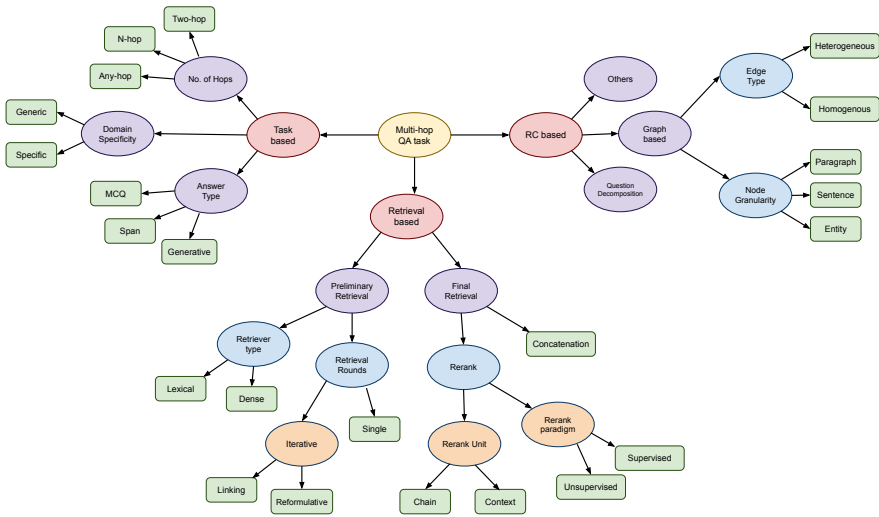 Two-hop
N-hop
Any-hop
No. of Hops
Generic
Specific
Domain
Specificity
Task
based
MCQ
Span
Generative
Answer
Type
Multi-hop
QA task
RC based
Others
Graph
based
Question
Decomposition
Edge
Type
Heterogeneous
Homogenous
Node
Granularity
Paragraph
Sentence
Entity
Retrieval
based
Preliminary
Retrieval
Final
Retrieval
Retriever
type
Retrieval
Rounds
Rerank
Concatenation
Lexical
Dense
Iterative
Single
Rerank Unit
Rerank
paradigm
Linking
Reformulative
Chain
Context
Unsupervised
Supervised